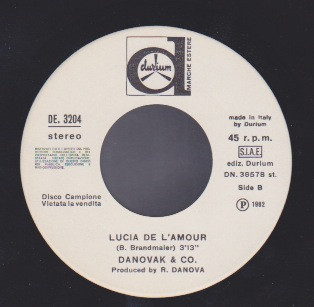 durium
MARCHE ESTERE
DE. 3204
stereo
made in Italy
by Durium
45 r.p.m.
S.I.A.E.
ediz. Durium
DN. 38578 st.
Side B
Disco Campione
Vietata la vendita
P 1982
LUCIA DE L'AMOUR
(B. Brandmaier) 3'13"
DANOVAK & CO.
Produced by R. DANOVA